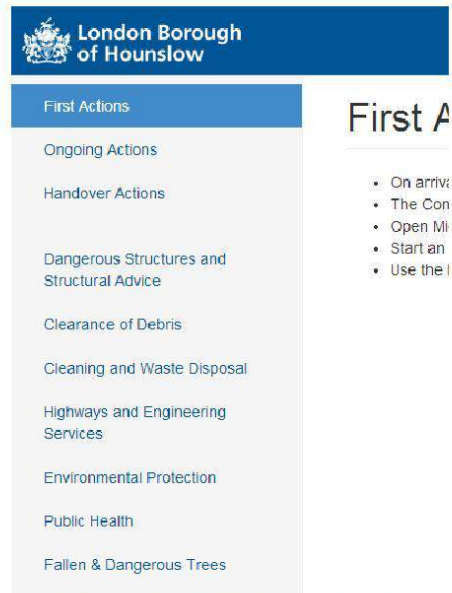 London Borough
of Hounslow
First Actions
Ongoing Actions
Handover Actions
Dangerous Structures and
Structural Advice
Clearance of Debris
Cleaning and Waste Disposal
Highways and Engineering
Services
Environmental Protection
Public Health
Fallen & Dangerous Trees
First A
• On arriva
• The Con
• Open Mi
• Start an
• Use the